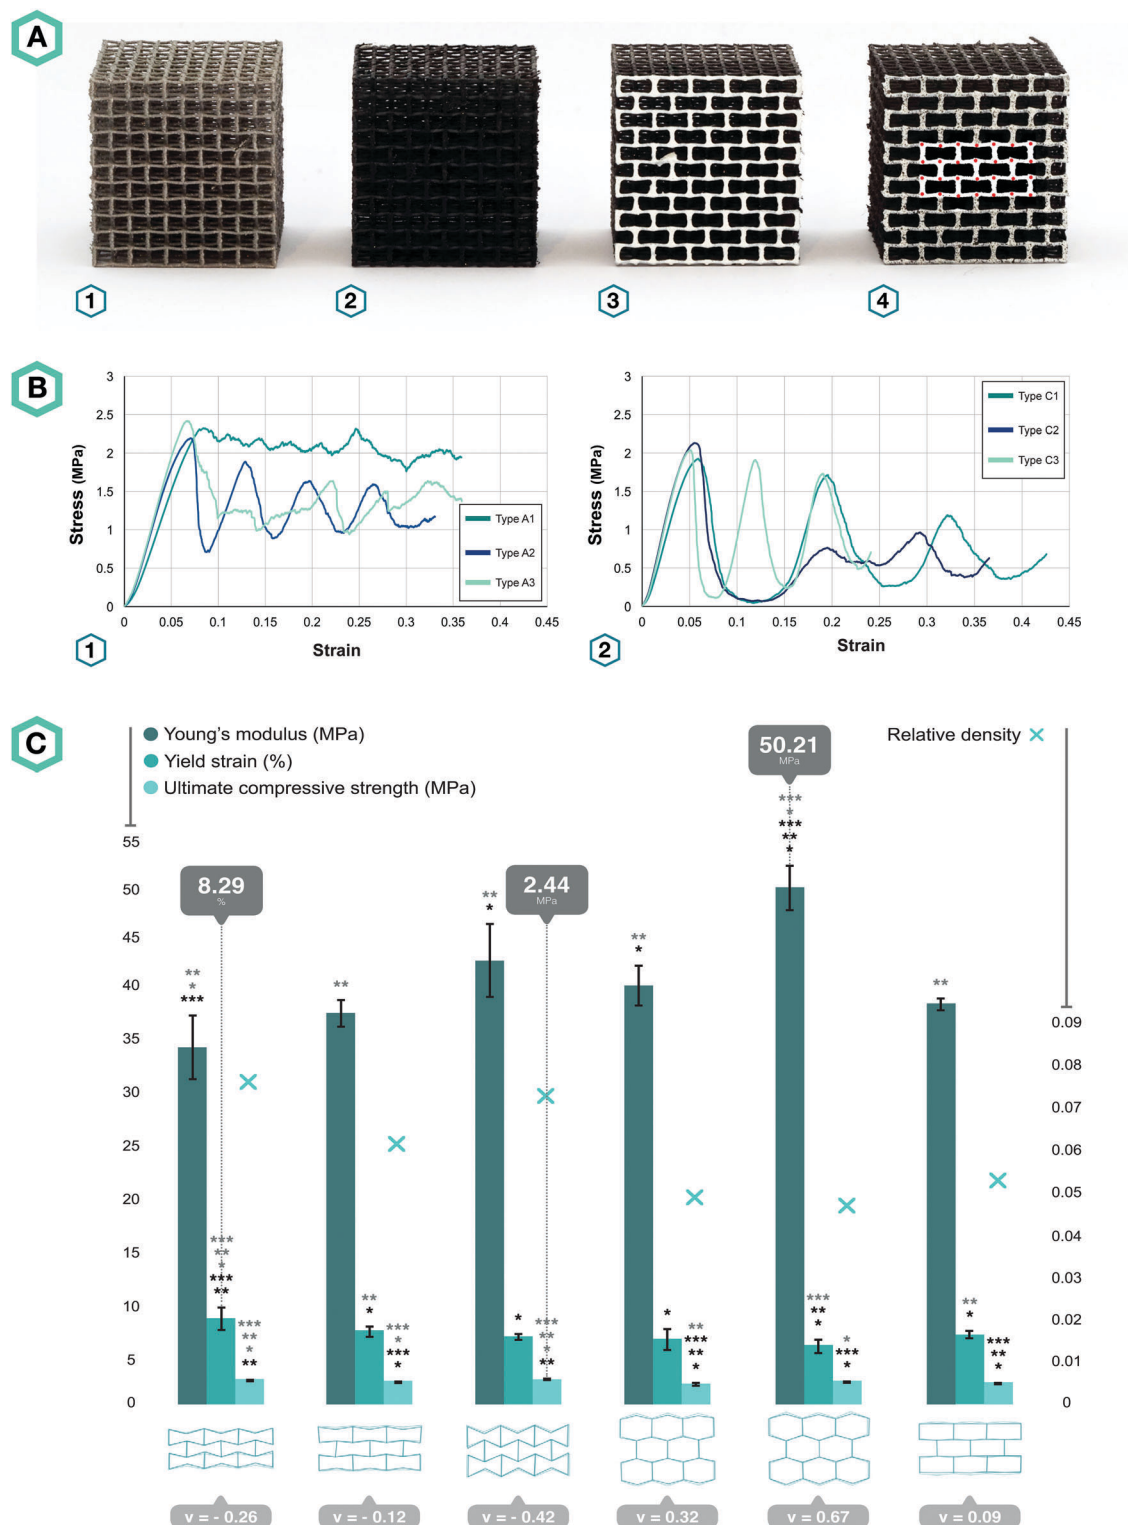 A
1
2
3
4
B
3
2.5
2
1.5
1
0.5
0
Stress (MPa)
0 0.05 0.1 0.15 0.2 0.25 0.3 0.35 0.4 0.45
Strain
Type A1
Type A2
Type A3
1
3
2.5
2
1.5
1
0.5
0
Stress (MPa)
0 0.05 0.1 0.15 0.2 0.25 0.3 0.35 0.4 0.45
Strain
Type C1
Type C2
Type C3
2
C
Young's modulus (MPa)
Yield strain (%)
Ultimate compressive strength (MPa)
50.21
MPa
Relative density ×
8.29
%
2.44
MPa
55
50
45
40
35
30
25
20
15
10
5
0
0.09
0.08
0.07
0.06
0.05
0.04
0.03
0.02
0.01
0
** * *** *** ** * *** ** *** ** * **
** ** * *** * *** *
** * * *** ** * **
** * * ** *** ** *
*** * *** ** * *** ** * * *** *
** ** * *** ** *
v = - 0.26
v = - 0.12
v = - 0.42
v = 0.32
v = 0.67
v = 0.09